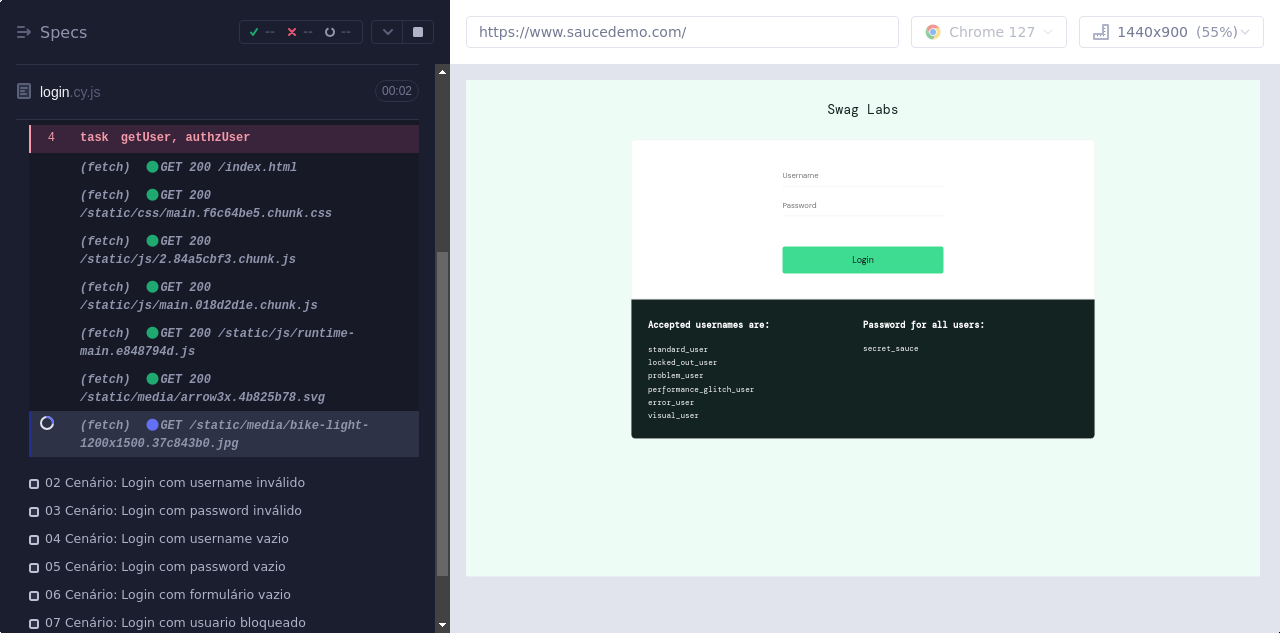 Specs
-- -- --
login.cy.js 00:02
4 task getUser, authzUser
(fetch) GET 200 /index.html
(fetch) GET 200
/static/css/main.f6c64be5.chunk.css
(fetch) GET 200
/static/js/2.84a5cbf3.chunk.js
(fetch) GET 200
/static/js/main.018d2d1e.chunk.js
(fetch) GET 200 /static/js/runtime-
main.e848794d.js
(fetch) GET 200
/static/media/arrow3x.4b825b78.svg
(fetch) GET /static/media/bike-light-
1200x1500.37c843b0.jpg
02 Cenário: Login com username inválido
03 Cenário: Login com password inválido
04 Cenário: Login com username vazio
05 Cenário: Login com password vazio
06 Cenário: Login com formulário vazio
07 Cenário: Login com usuario bloqueado
https://www.saucedemo.com/
Chrome 127
1440x900 (55%)
Swag Labs
Username
Password
Login
Accepted usernames are:
standard_user
locked_out_user
problem_user
performance_glitch_user
error_user
visual_user
Password for all users:
secret_sauce